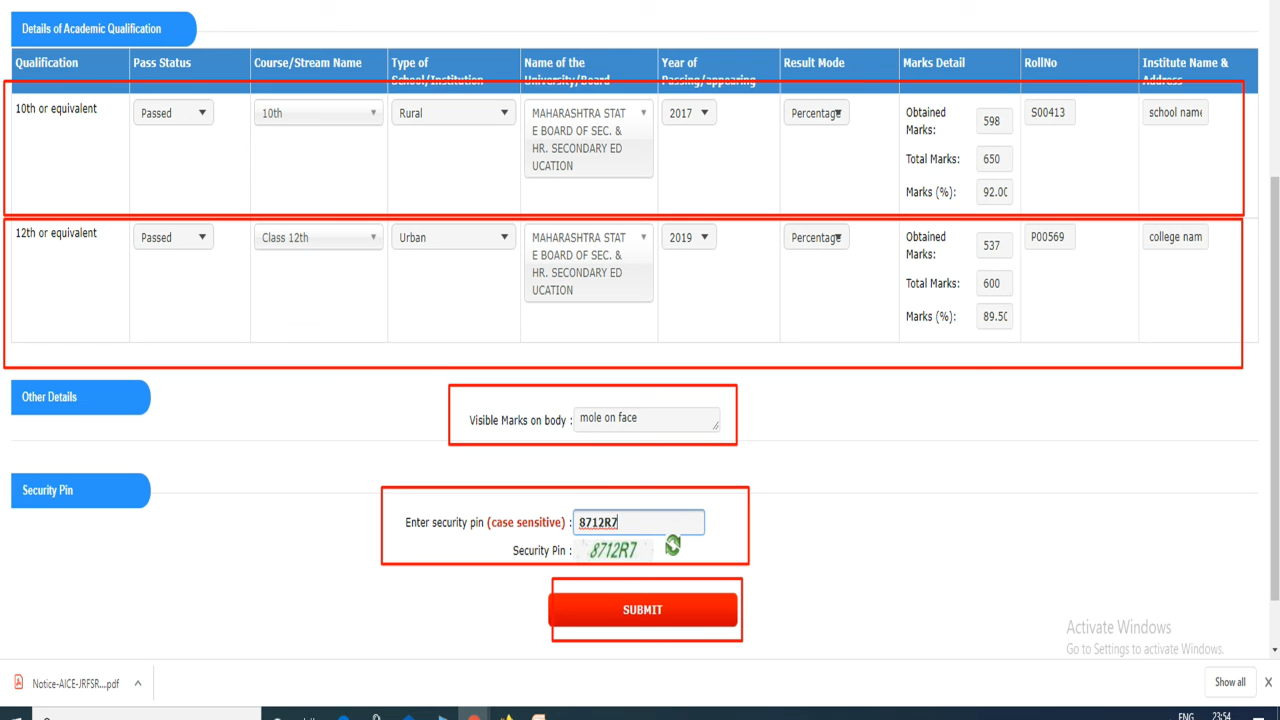 Details of Academic Qualification
Qualification Pass Status Course/Stream Name Type of School/Institution Name of the University/Board Year of Passing/appearing Result Mode Marks Detail RollNo Institute Name & Address
10th or equivalent
Passed
10th
Rural
MAHARASHTRA STAT
E BOARD OF SEC. &
HR. SECONDARY ED
UCATION
2017
Percentage
Obtained
Marks:
598
Total Marks: 650
Marks (%): 92.00
S00413
school name
12th or equivalent
Passed
Class 12th
Urban
MAHARASHTRA STAT
E BOARD OF SEC. &
HR. SECONDARY ED
UCATION
2019
Percentage
Obtained
Marks:
537
Total Marks: 600
Marks (%): 89.50
P00569
college nam
Other Details
Visible Marks on body : mole on face
Security Pin
Enter security pin (case sensitive) : 8712R7
Security Pin : 8712R7
SUBMIT
Activate Windows
Go to Settings to activate Windows.
Notice-AICE-JRFSR....pdf
Show all
ENG 23:54